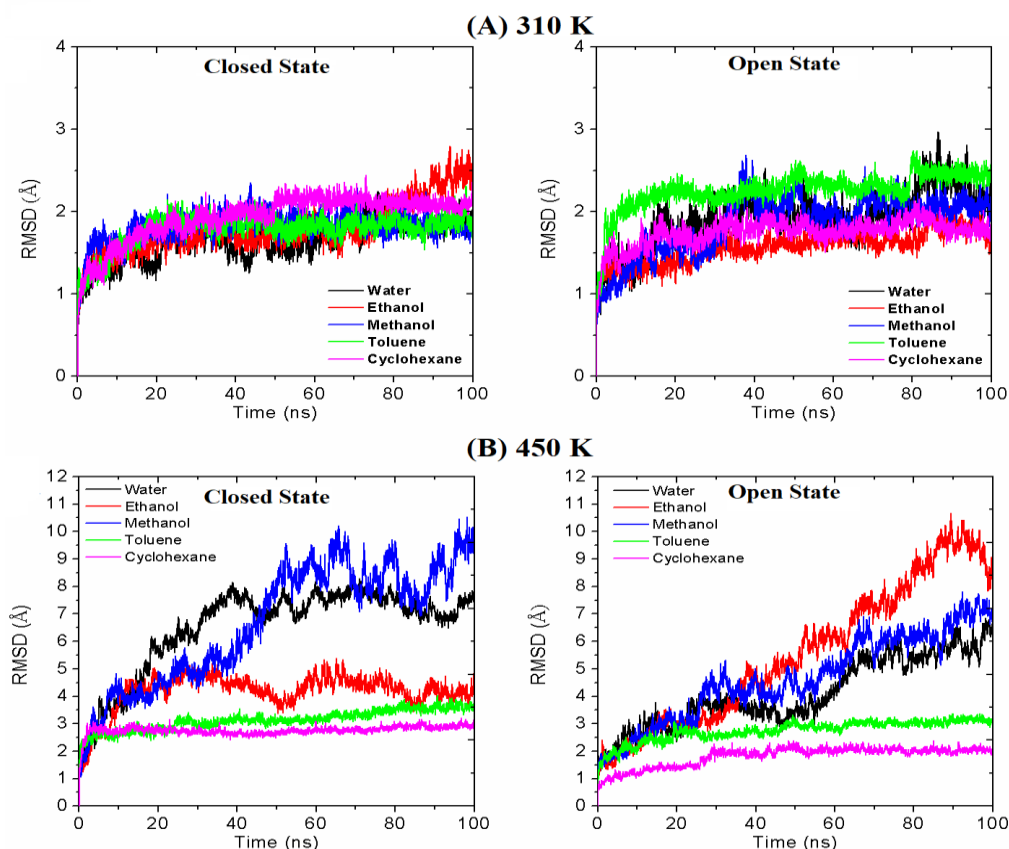 (A) 310 K
Closed State
Open State
RMSD (Å)
4
3
2
1
0
Water
Ethanol
Methanol
Toluene
Cyclohexane
0 20 40 60 80 100
Time (ns)
RMSD (Å)
4
3
2
1
0
Water
Ethanol
Methanol
Toluene
Cyclohexane
0 20 40 60 80 100
Time (ns)
(B) 450 K
Closed State
Open State
RMSD (Å)
12
11
10
9
8
7
6
5
4
3
2
1
0
Water
Ethanol
Methanol
Toluene
Cyclohexane
0 20 40 60 80 100
Time (ns)
RMSD (Å)
12
11
10
9
8
7
6
5
4
3
2
1
0
Water
Ethanol
Methanol
Toluene
Cyclohexane
0 20 40 60 80 100
Time (ns)